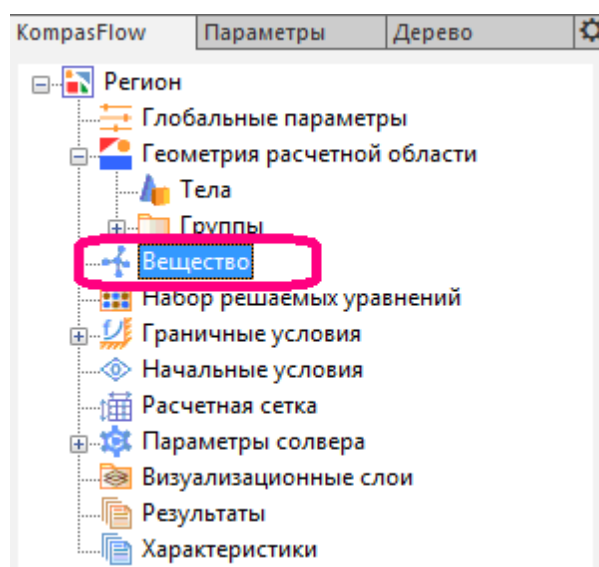 KompasFlow Параметры Дерево
Регион
Глобальные параметры
Геометрия расчетной области
Тела
Группы
Вещество
Набор решаемых уравнений
Граничные условия
Начальные условия
Расчетная сетка
Параметры солвера
Визуализационные слои
Результаты
Характеристики